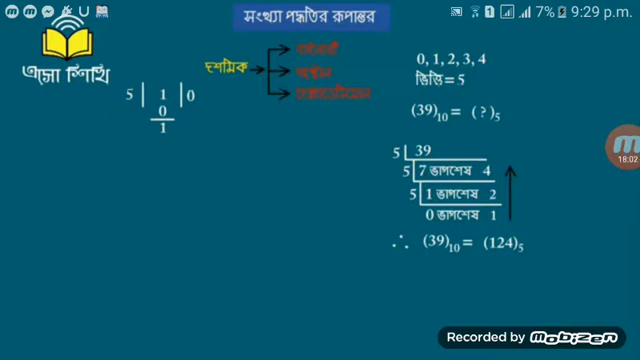 7% 9:29 p.m.
সংখ্যা পদ্ধতির রূপান্তর
এসো শিখি
দশমিক
বাইনারী
অক্টাল
হেক্সাডেসিমেল
5 1 0
0
1
0, 1, 2, 3, 4
ভিত্তি = 5
(39)₁₀ = (?)₅
5 39
5 7 ভাগশেষ 4
5 1 ভাগশেষ 2
0 ভাগশেষ 1
∴ (39)₁₀ = (124)₅
18:02
Recorded by mobizen